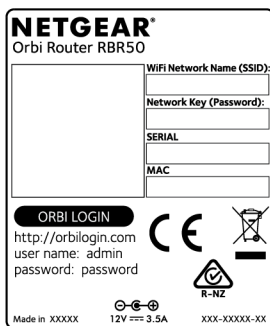 NETGEAR®
Orbi Router RBR50
WiFi Network Name (SSID):
Network Key (Password):
SERIAL
MAC
ORBI LOGIN
http://orbilogin.com
user name: admin
password: password
CE
R-NZ
Made in XXXXX
12V 3.5A
XXX-XXXXX-XX